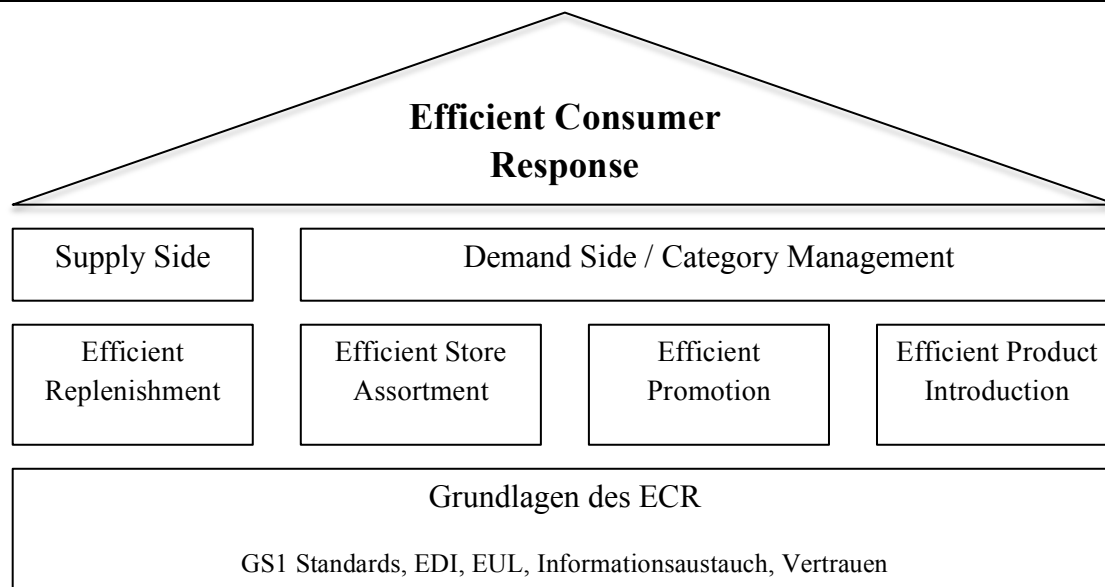 Efficient Consumer
Response
Supply Side
Demand Side / Category Management
Efficient
Replenishment
Efficient Store
Assortment
Efficient
Promotion
Efficient Product
Introduction
Grundlagen des ECR
GS1 Standards, EDI, EUL, Informationsaustauch, Vertrauen